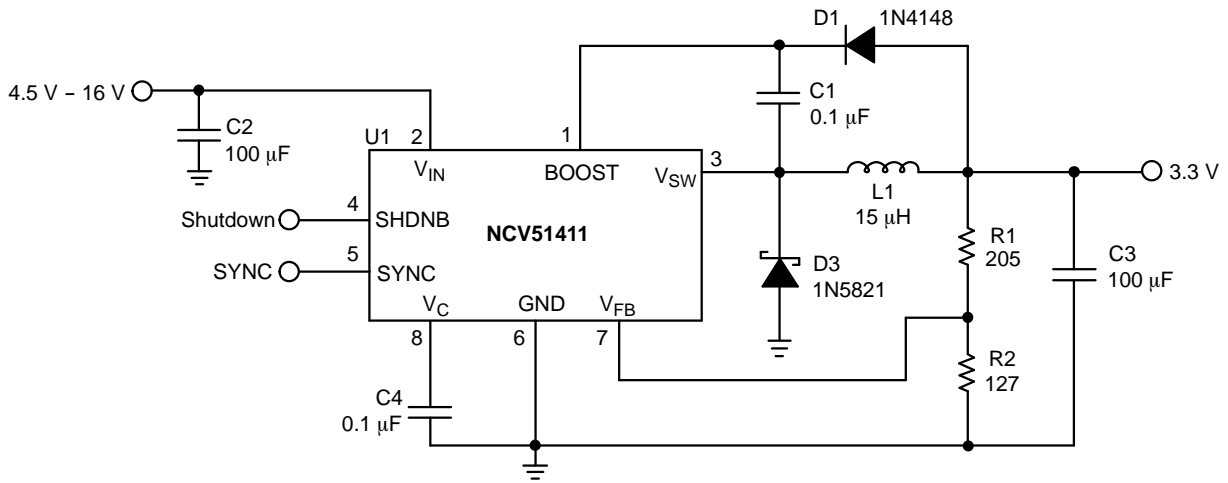 D1 1N4148
4.5 V – 16 V
C2
100 μF
C1
0.1 μF
U1 2 1
V_IN BOOST V_SW 3
3.3 V
L1
15 μH
Shutdown 4 SHDNB
NCV51411
SYNC 5 SYNC
R1
205
D3
1N5821
C3
100 μF
V_C GND V_FB
8 6 7
R2
127
C4
0.1 μF